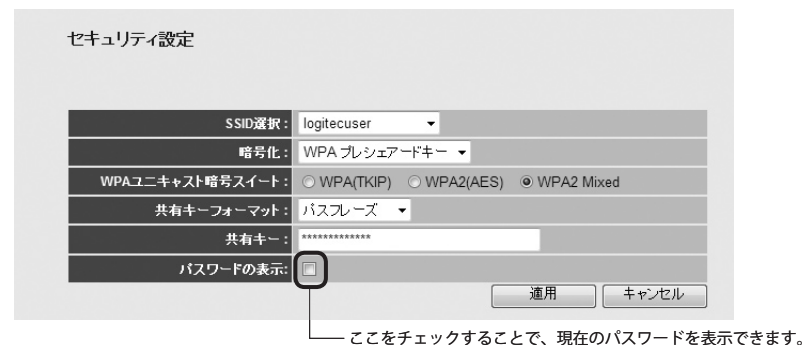 セキュリティ設定
SSID選択： logitecuser
暗号化： WPA プレシェアードキー
WPAユニキャスト暗号スイート： WPA(TKIP) WPA2(AES) WPA2 Mixed
共有キーフォーマット： パスフレーズ
共有キー： *************
パスワードの表示:
適用 キャンセル
ここをチェックすることで、現在のパスワードを表示できます。